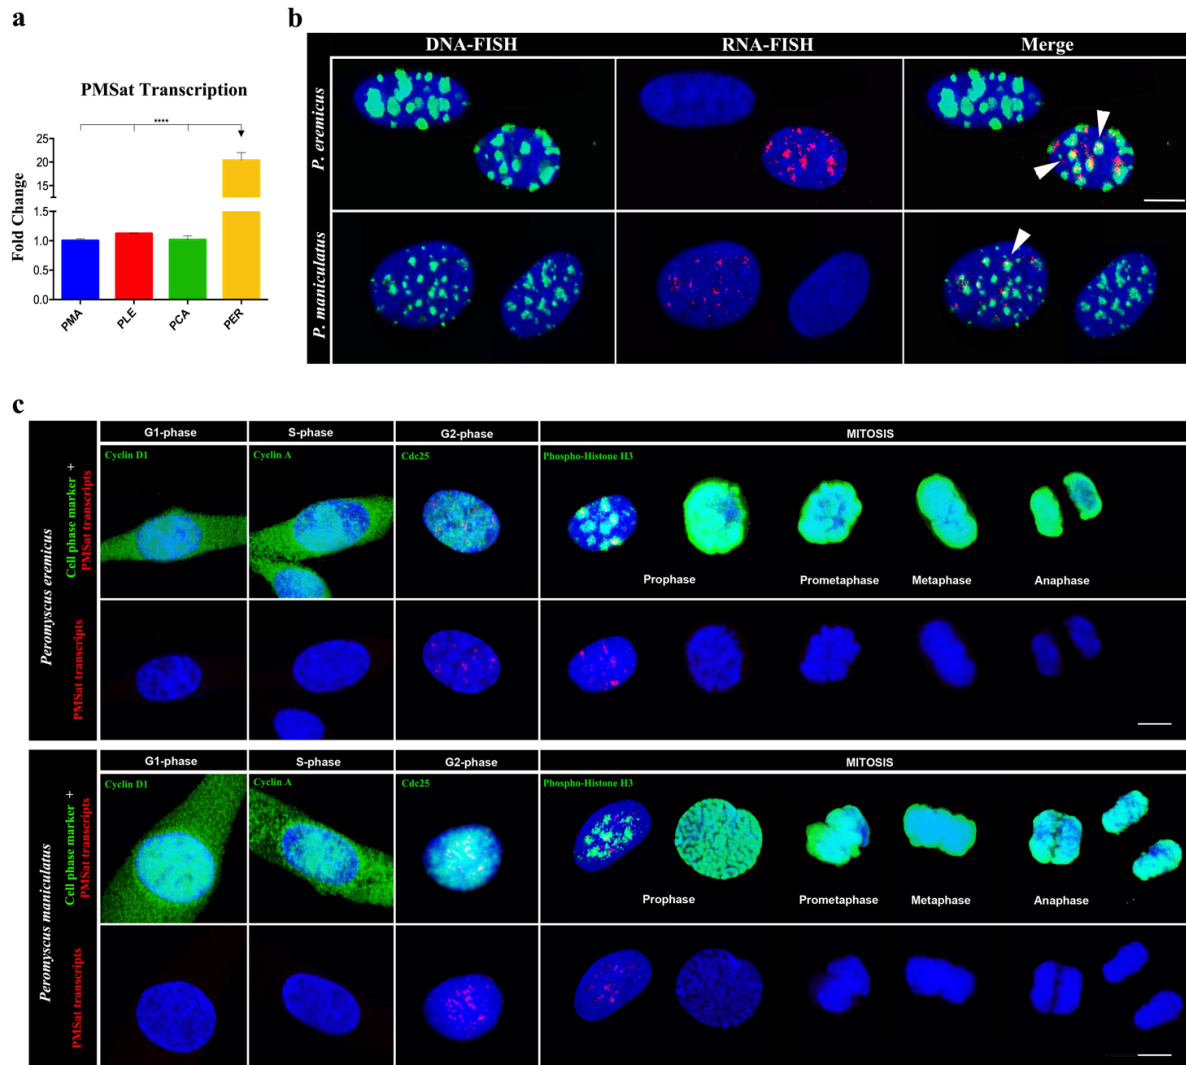 a
PMSat Transcription
****
Fold Change
25
20
15
1.5
1.0
0.5
0.0
PMA
PLE
PCA
PER
b
DNA-FISH
RNA-FISH
Merge
P. eremicus
P. maniculatus
c
G1-phase
S-phase
G2-phase
MITOSIS
Peromyscus eremicus
Cell phase marker +
PMSat transcripts
Cyclin D1
Cyclin A
Cdc25
Phospho-Histone H3
Prophase
Prometaphase
Metaphase
Anaphase
PMSat transcripts
G1-phase
S-phase
G2-phase
MITOSIS
Peromyscus maniculatus
Cell phase marker +
PMSat transcripts
Cyclin D1
Cyclin A
Cdc25
Phospho-Histone H3
Prophase
Prometaphase
Metaphase
Anaphase
PMSat transcripts